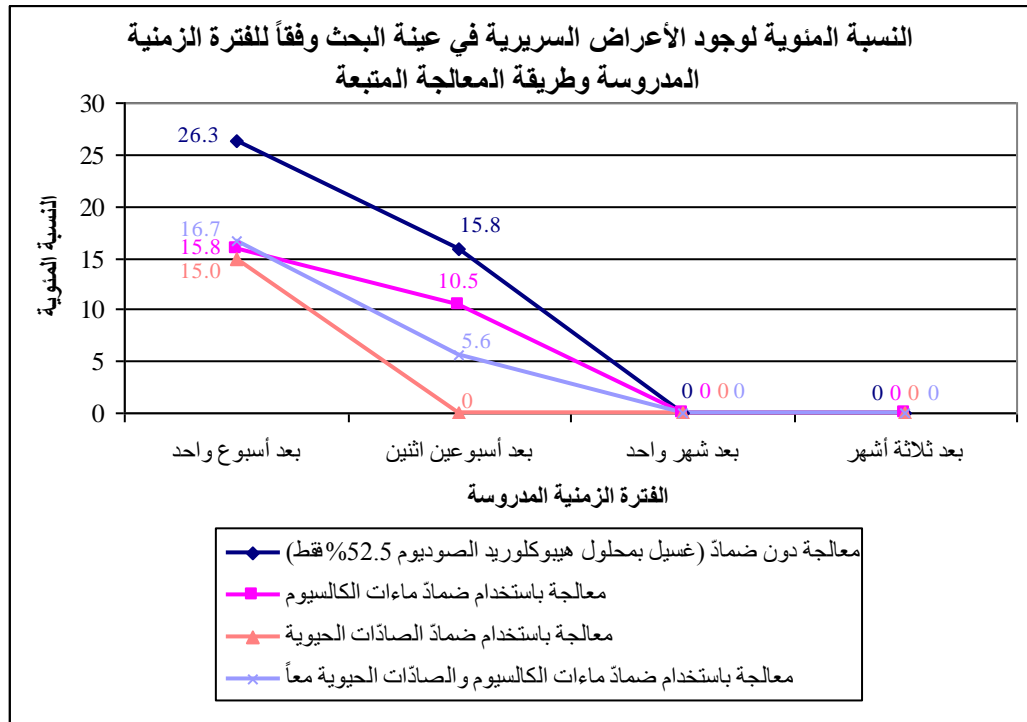 النسبة المئوية لوجود الأعراض السريرية في عينة البحث وفقاً للفترة الزمنية
المدروسة وطريقة المعالجة المتبعة
النسبة المئوية
30
25
20
15
10
5
0
26.3
16.7
15.8
15.0
15.8
10.5
5.6
0
0 0 0 0
0 0 0 0
بعد أسبوع واحد
بعد أسبوعين اثنين
بعد شهر واحد
بعد ثلاثة أشهر
الفترة الزمنية المدروسة
معالجة دون ضمادّ (غسيل بمحلول هيبوكلوريد الصوديوم 52.5% فقط)
معالجة باستخدام ضمادّ ماءات الكالسيوم
معالجة باستخدام ضمادّ الصادّات الحيوية
معالجة باستخدام ضمادّ ماءات الكالسيوم والصادّات الحيوية معاً